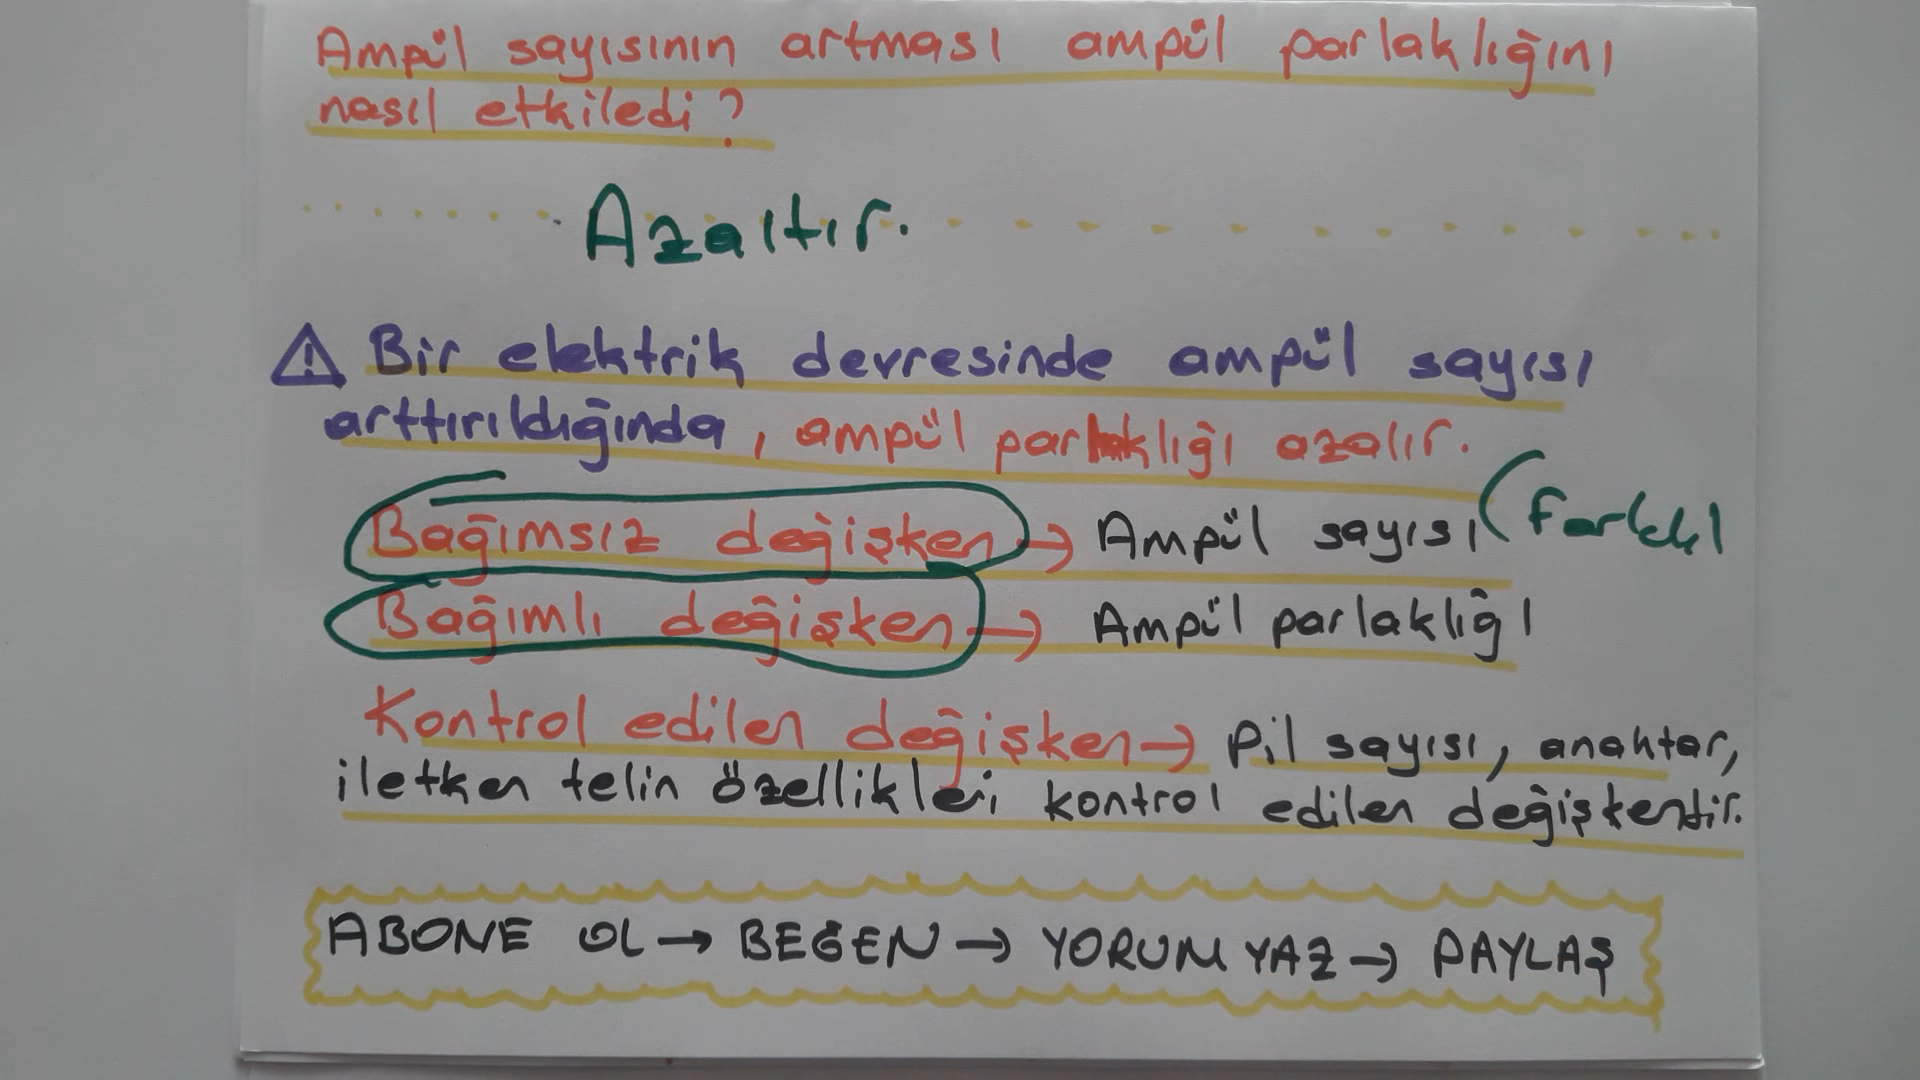 Ampül sayısının artması ampül parlaklığını
nasıl etkiledi?
Azaltır.
Bir elektrik devresinde ampül sayısı
arttırıldığında, ampül parlaklığı azalır.
Bağımsız değişken → Ampül sayısı (Farklı
Bağımlı değişken → Ampül parlaklığı
Kontrol edilen değişken → Pil sayısı, anahtar,
iletken telin özellikleri kontrol edilen değişkendir.
ABONE OL → BEĞEN → YORUM YAZ → PAYLAŞ